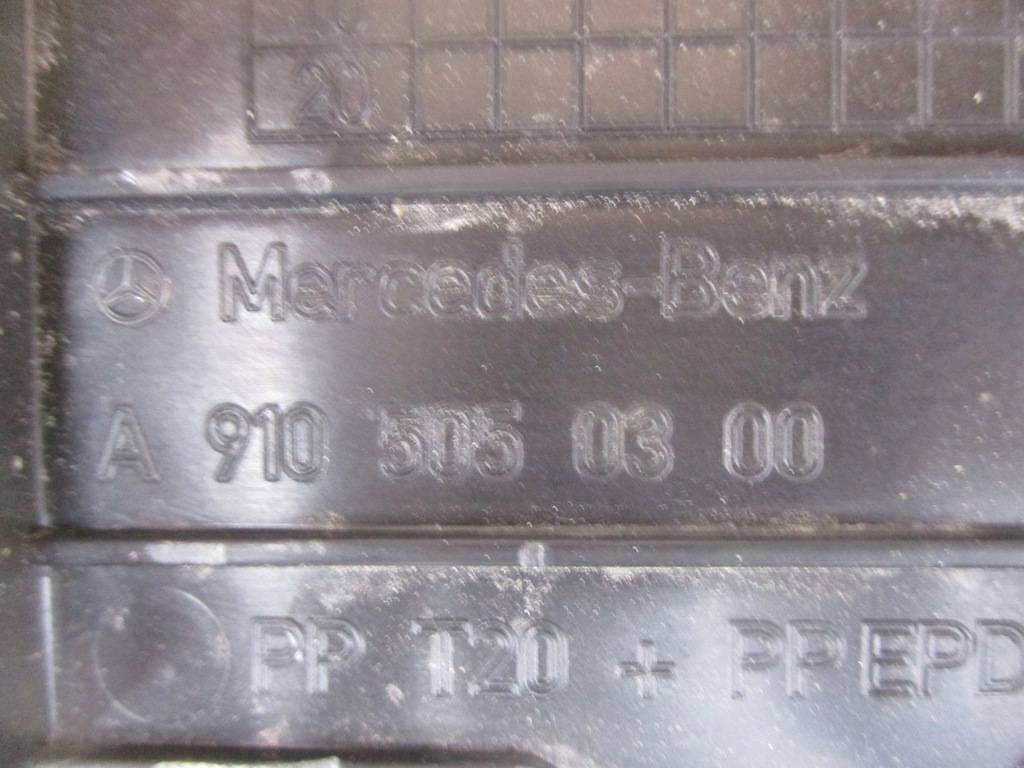 20
Mercedes-Benz
A 910 505 03 00
PP T20 + PP EPD